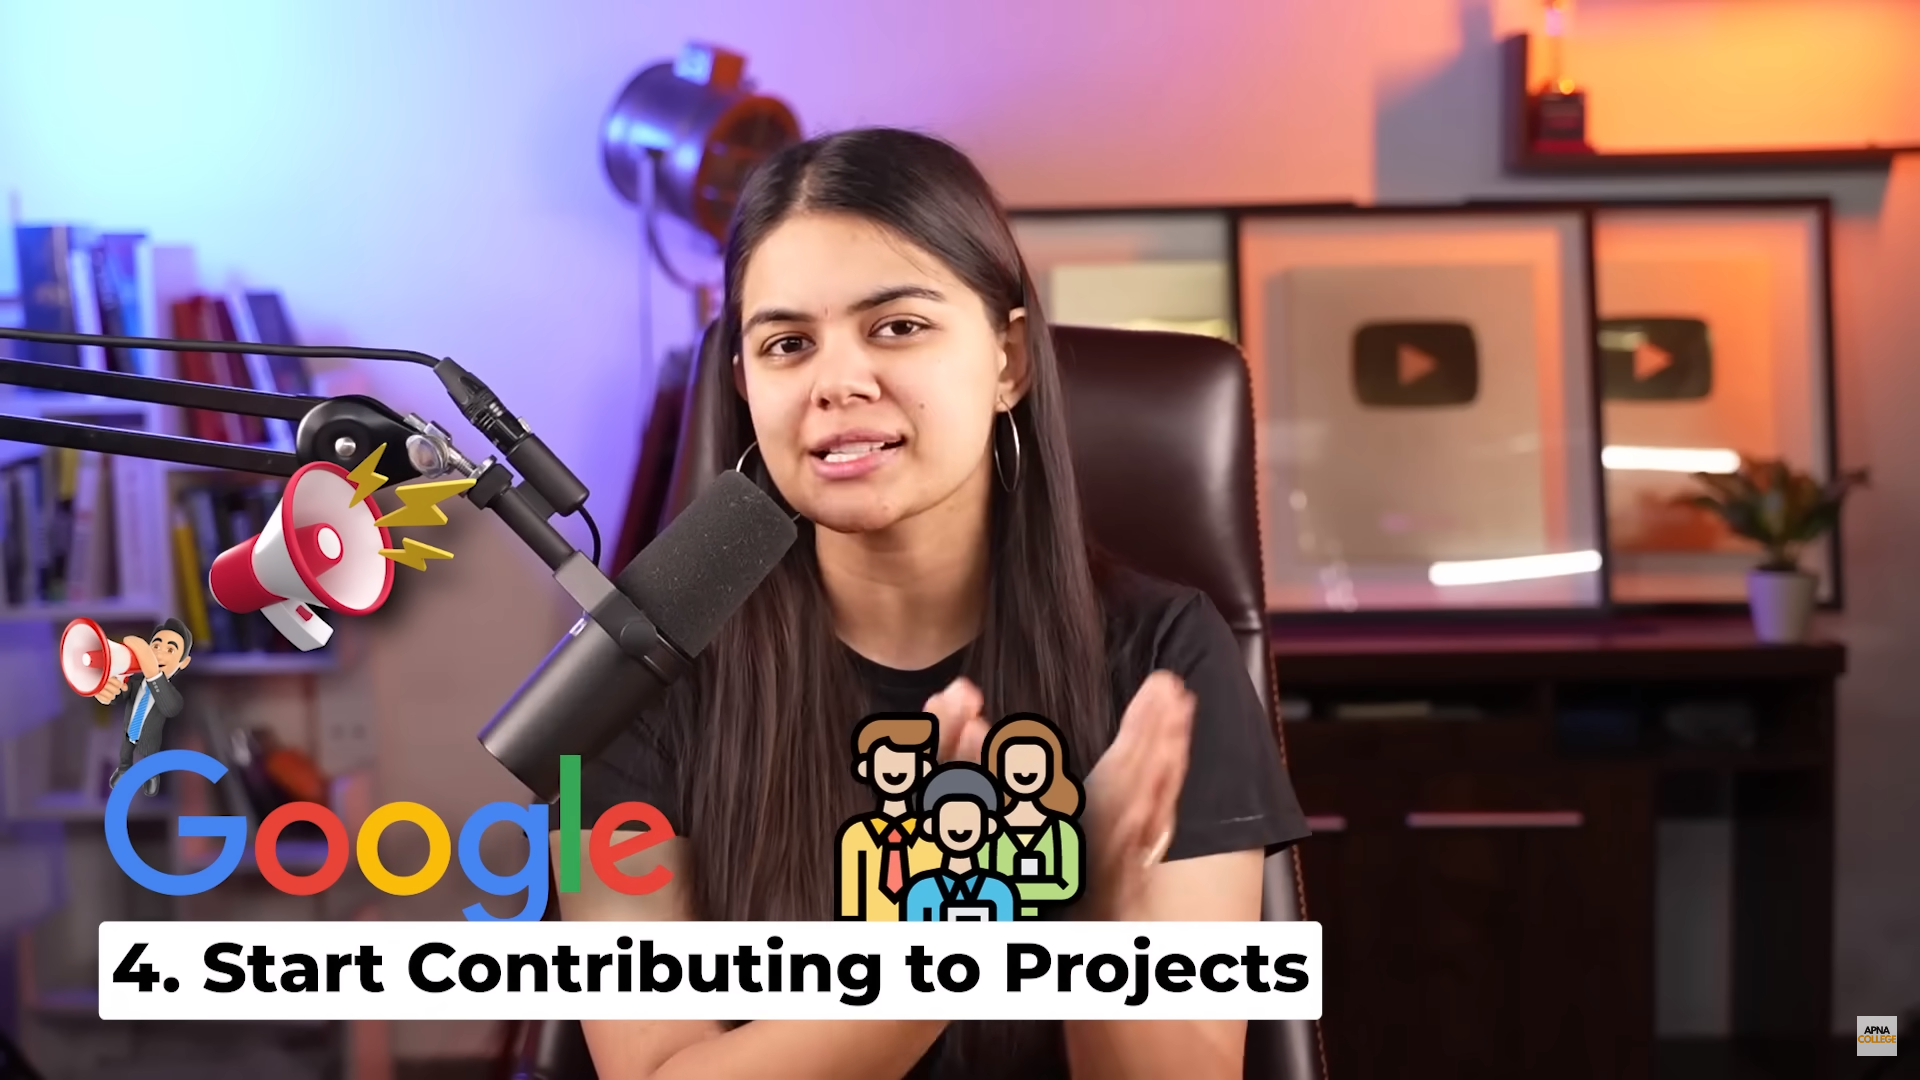 Google
4. Start Contributing to Projects
APNA
COLLEGE